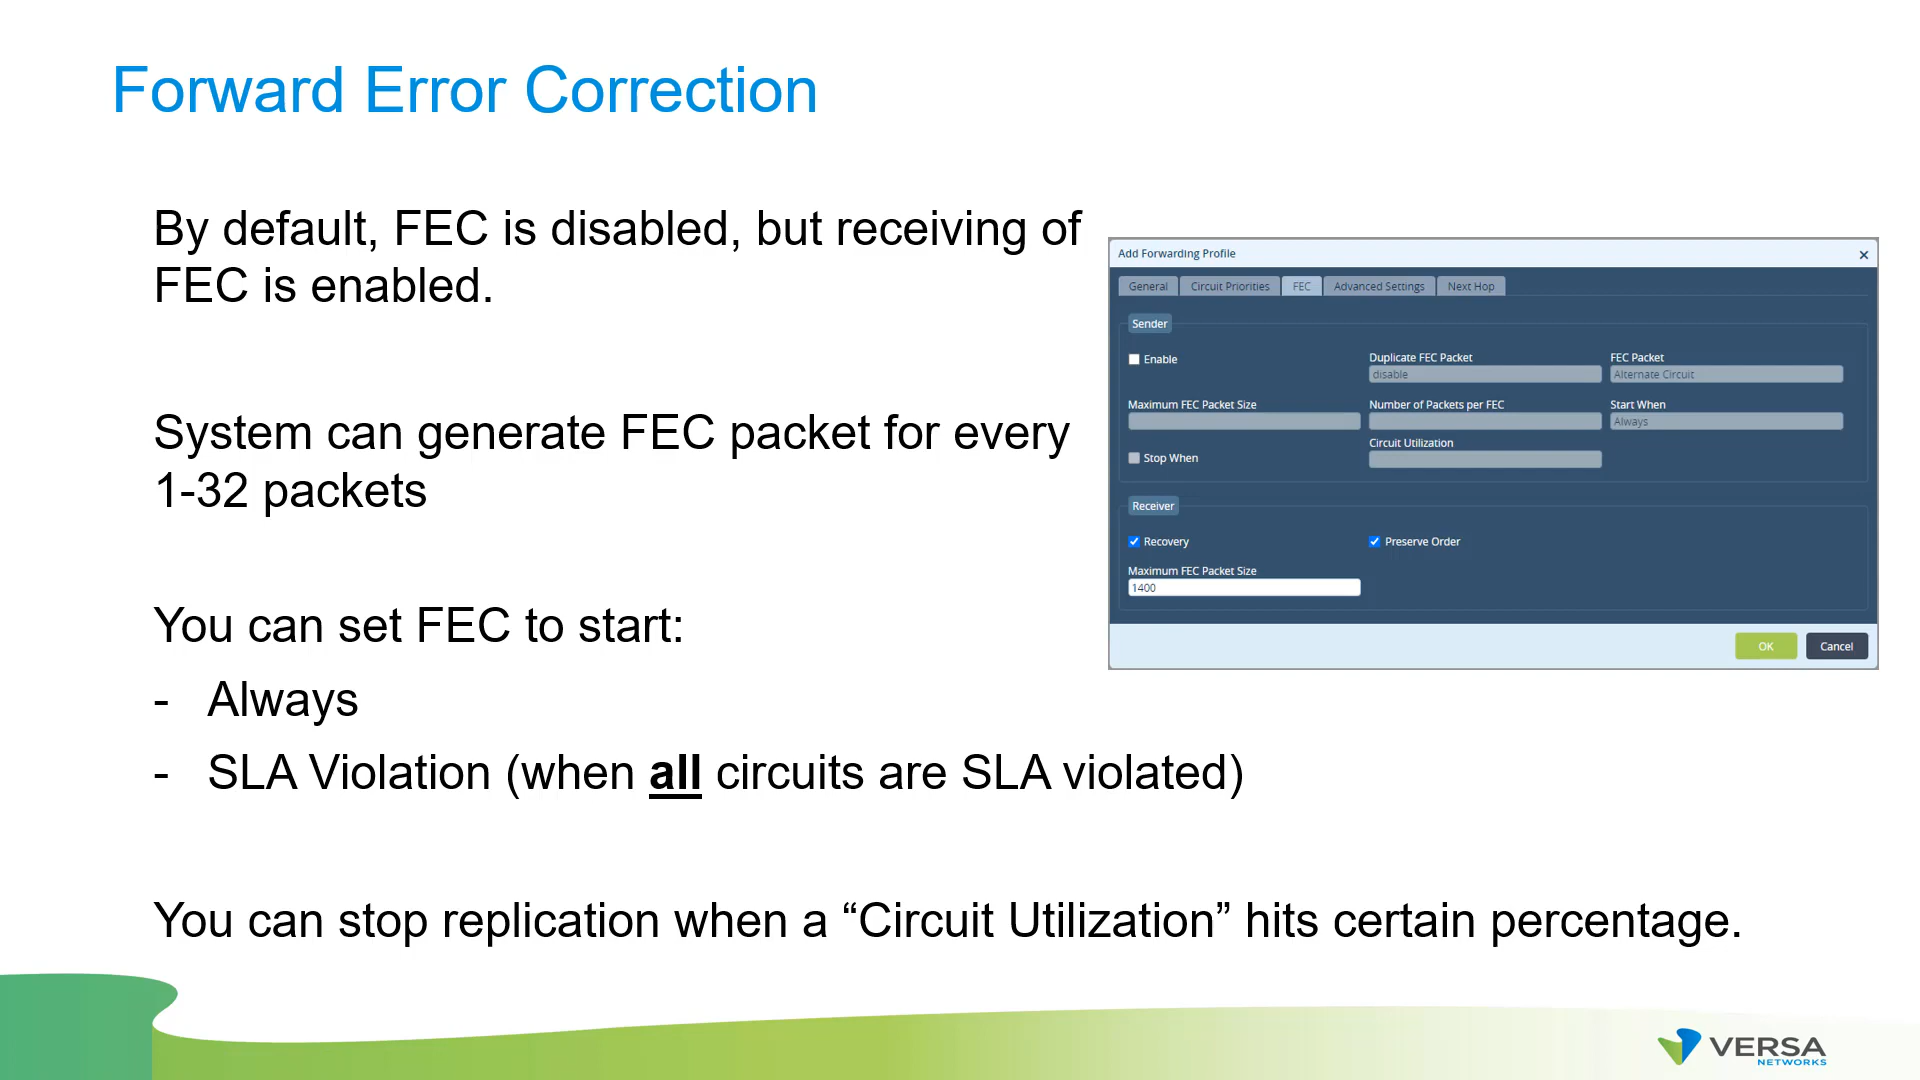 Forward Error Correction
By default, FEC is disabled, but receiving of
FEC is enabled.
System can generate FEC packet for every
1-32 packets
You can set FEC to start:
- Always
- SLA Violation (when all circuits are SLA violated)
You can stop replication when a “Circuit Utilization” hits certain percentage.
Add Forwarding Profile
General Circuit Priorities FEC Advanced Settings Next Hop
Sender
Enable
Duplicate FEC Packet
disable
FEC Packet
Alternate Circuit
Maximum FEC Packet Size
Number of Packets per FEC
Start When
Always
Stop When
Circuit Utilization
Receiver
Recovery
Preserve Order
Maximum FEC Packet Size
1400
OK Cancel
VERSA
NETWORKS